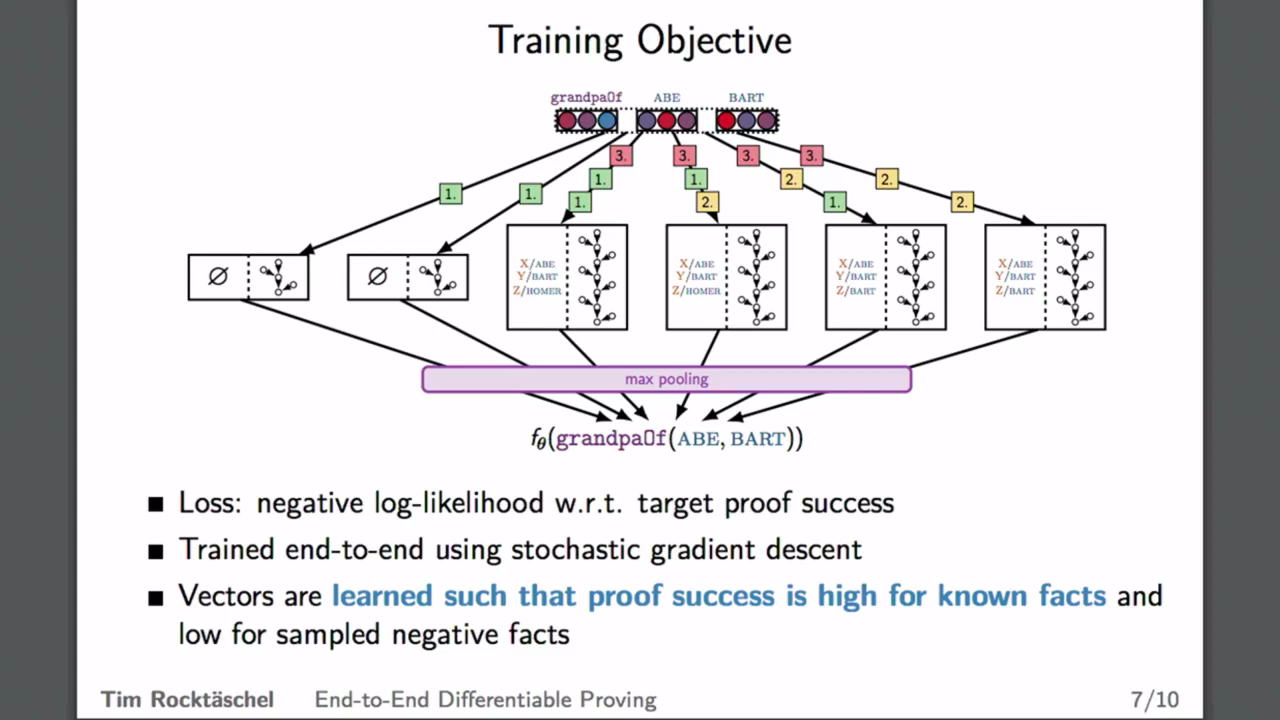 Training Objective
grandpaOf ABE BART
3. 3. 3. 3.
1. 1. 2. 2.
1. 1. 1. 2. 1. 2.
∅ ∅
X/ABE X/ABE X/ABE X/ABE
Y/BART Y/BART Y/BART Y/BART
Z/HOMER Z/HOMER Z/BART Z/BART
max pooling
fθ(grandpaOf(ABE, BART))
■ Loss: negative log-likelihood w.r.t. target proof success
■ Trained end-to-end using stochastic gradient descent
■ Vectors are learned such that proof success is high for known facts and
low for sampled negative facts
Tim Rocktäschel End-to-End Differentiable Proving 7/10